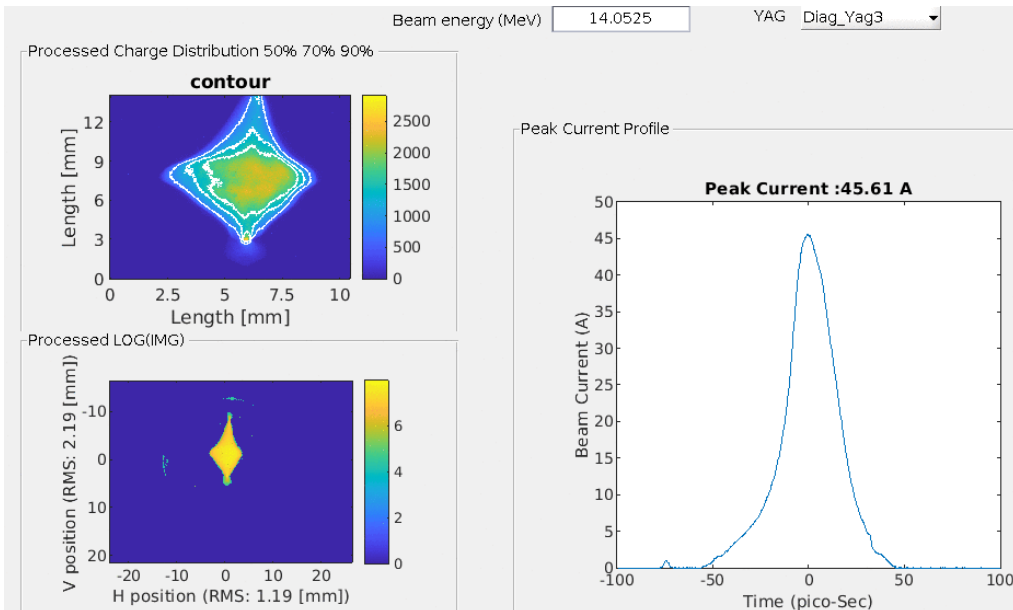 Beam energy (MeV) 14.0525 YAG Diag_Yag3
Processed Charge Distribution 50% 70% 90%
contour
Length [mm]
12
9
6
3
0
0 2.5 5 7.5 10
Length [mm]
2500
2000
1500
1000
500
0
Processed LOG(IMG)
V position (RMS: 2.19 [mm])
-10
0
10
20
-20 -10 0 10 20
H position (RMS: 1.19 [mm])
6
4
2
0
Peak Current Profile
Peak Current :45.61 A
Beam Current (A)
50
45
40
35
30
25
20
15
10
5
0
-100 -50 0 50 100
Time (pico-Sec)